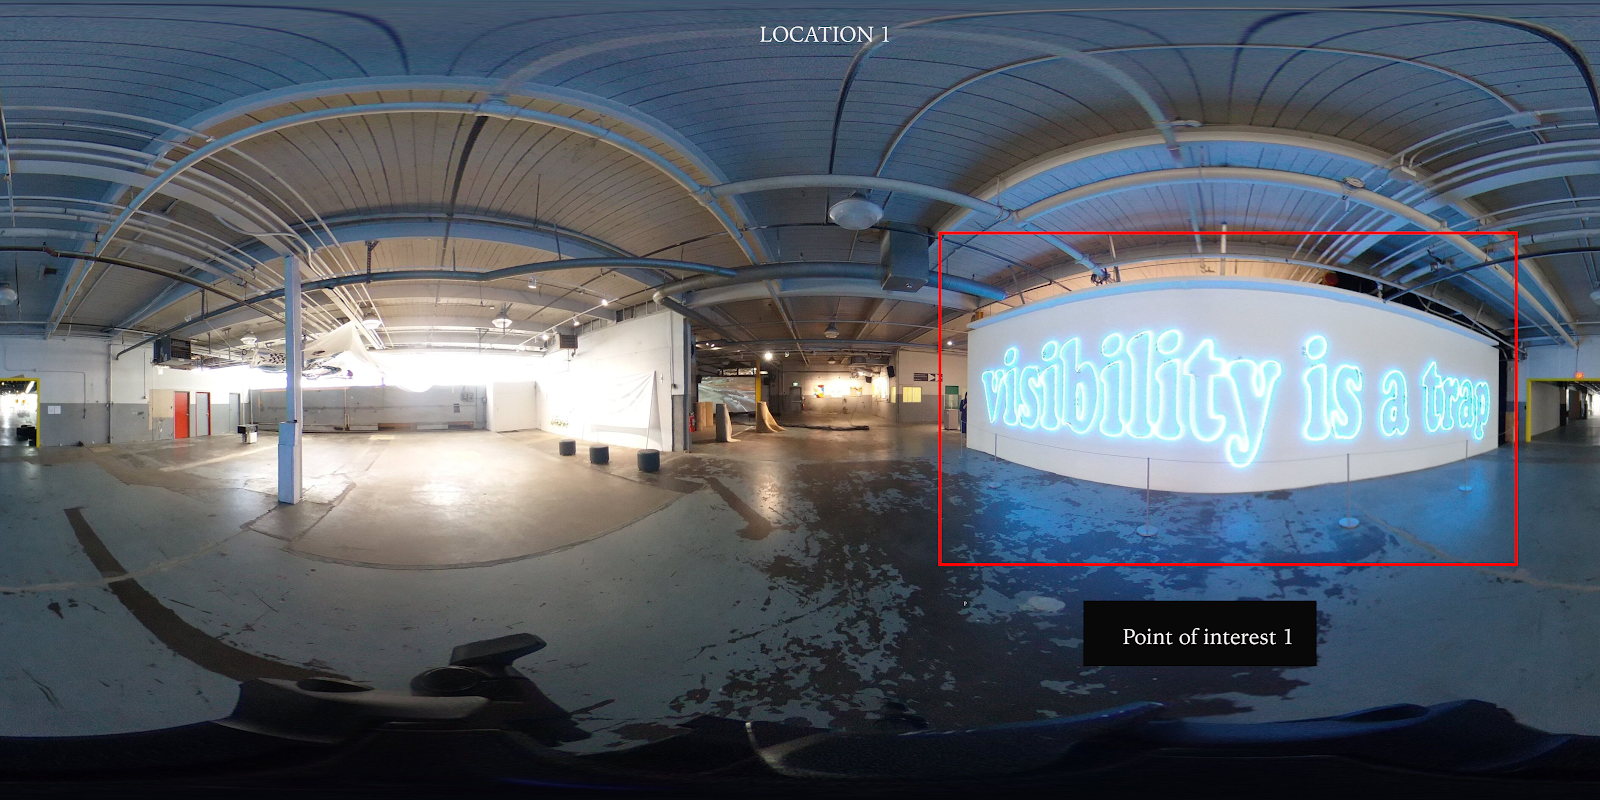 LOCATION 1
visibility is a trap
P
Point of interest 1